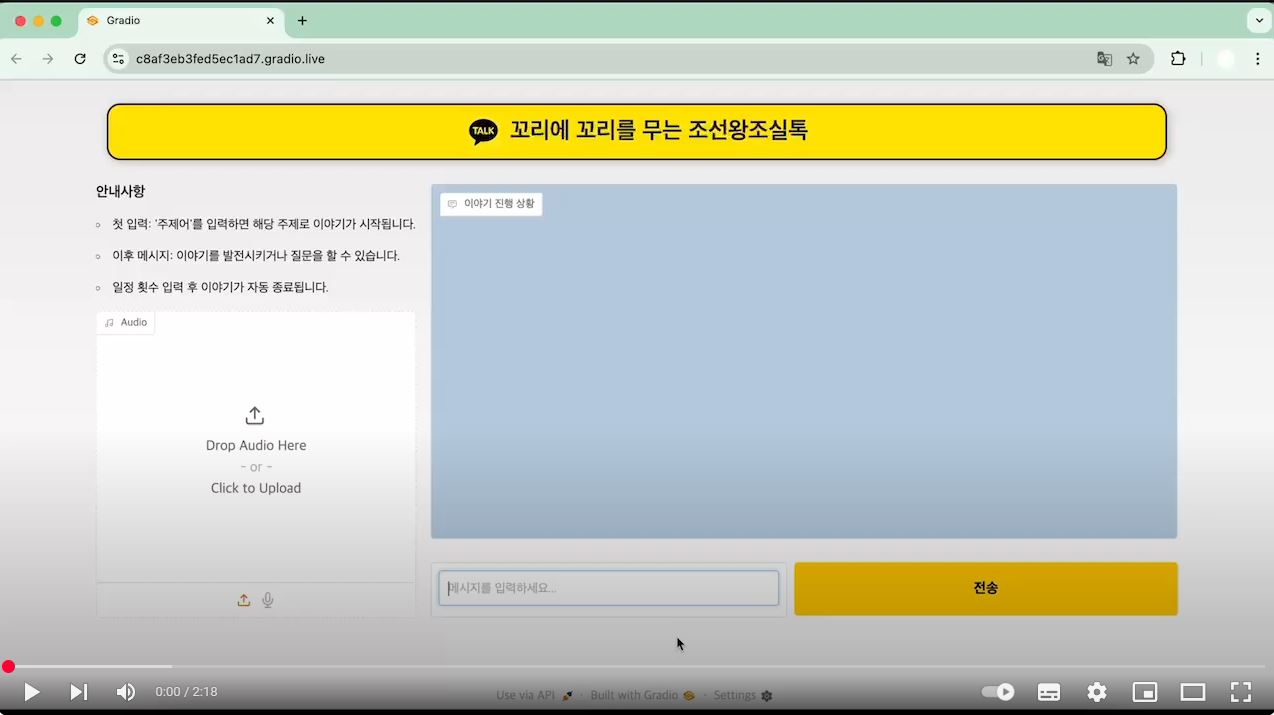 Gradio
c8af3eb3fed5ec1ad7.gradio.live
TALK 꼬리에 꼬리를 무는 조선왕조실톡
안내사항
첫 입력: '주제어'를 입력하면 해당 주제로 이야기가 시작됩니다.
이후 메시지: 이야기를 발전시키거나 질문을 할 수 있습니다.
일정 횟수 입력 후 이야기가 자동 종료됩니다.
Audio
Drop Audio Here
- or -
Click to Upload
이야기 진행 상황
메시지를 입력하세요...
전송
0:00 / 2:18
Use via API · Built with Gradio · Settings